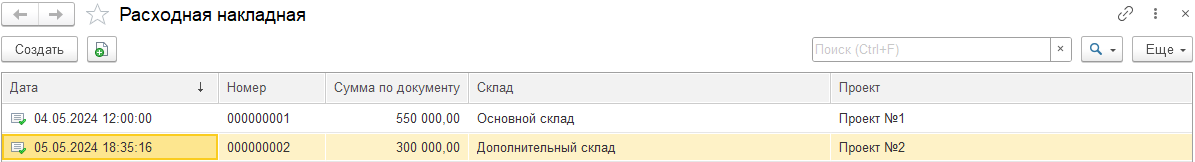 Расходная накладная
Создать Поиск (Ctrl+F) × Еще
Дата ↓ Номер Сумма по документу Склад Проект
04.05.2024 12:00:00 000000001 550 000,00 Основной склад Проект №1
05.05.2024 18:35:16 000000002 300 000,00 Дополнительный склад Проект №2